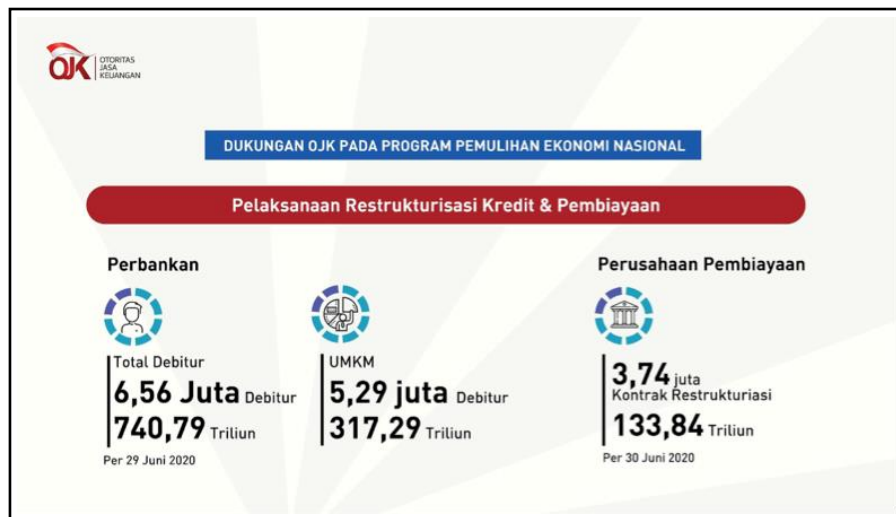 OJK
OTORITAS
JASA
KEUANGAN
DUKUNGAN OJK PADA PROGRAM PEMULIHAN EKONOMI NASIONAL
Pelaksanaan Restrukturisasi Kredit & Pembiayaan
Perbankan
Total Debitur
6,56 Juta Debitur
740,79 Triliun
Per 29 Juni 2020
UMKM
5,29 juta Debitur
317,29 Triliun
Perusahaan Pembiayaan
3,74 juta
Kontrak Restrukturiasi
133,84 Triliun
Per 30 Juni 2020